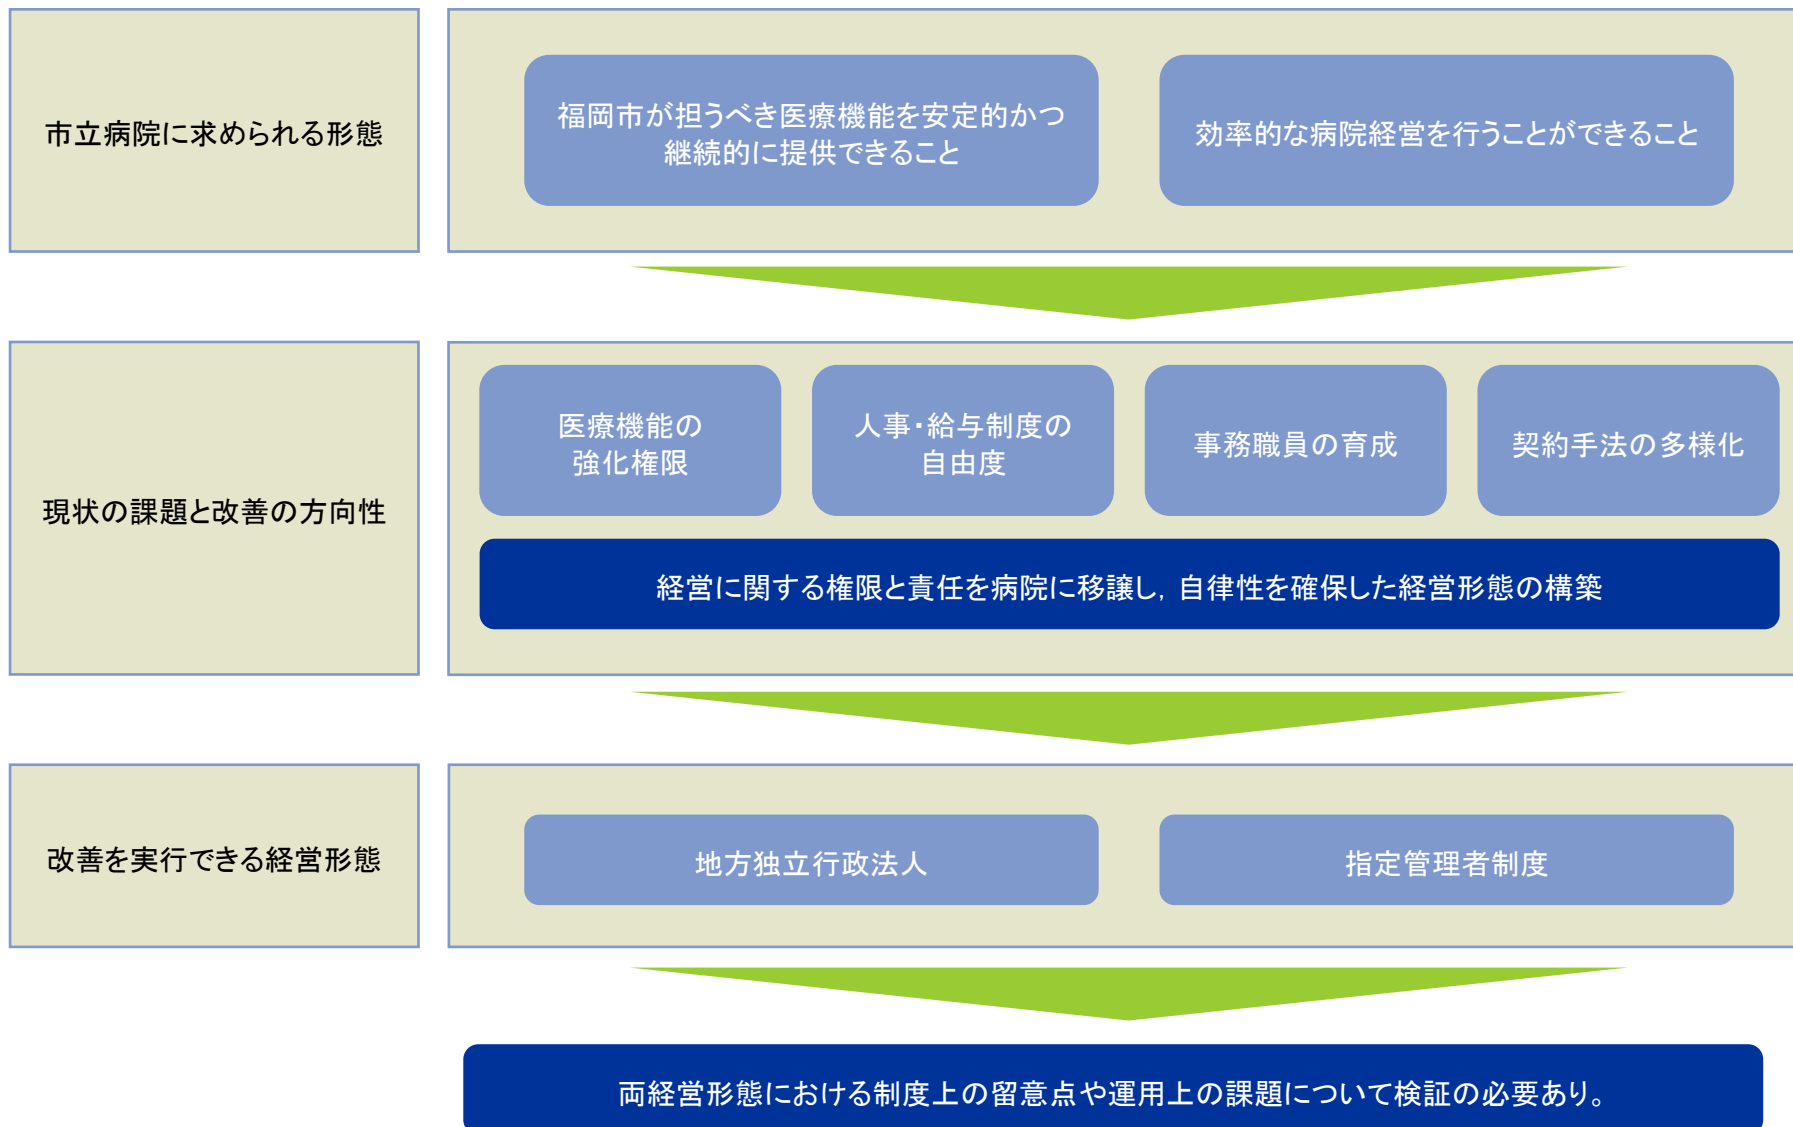 市立病院に求められる形態
福岡市が担うべき医療機能を安定的かつ
継続的に提供できること
効率的な病院経営を行うことができること
現状の課題と改善の方向性
医療機能の
強化権限
人事・給与制度の
自由度
事務職員の育成
契約手法の多様化
経営に関する権限と責任を病院に移譲し，自律性を確保した経営形態の構築
改善を実行できる経営形態
地方独立行政法人
指定管理者制度
両経営形態における制度上の留意点や運用上の課題について検証の必要あり。